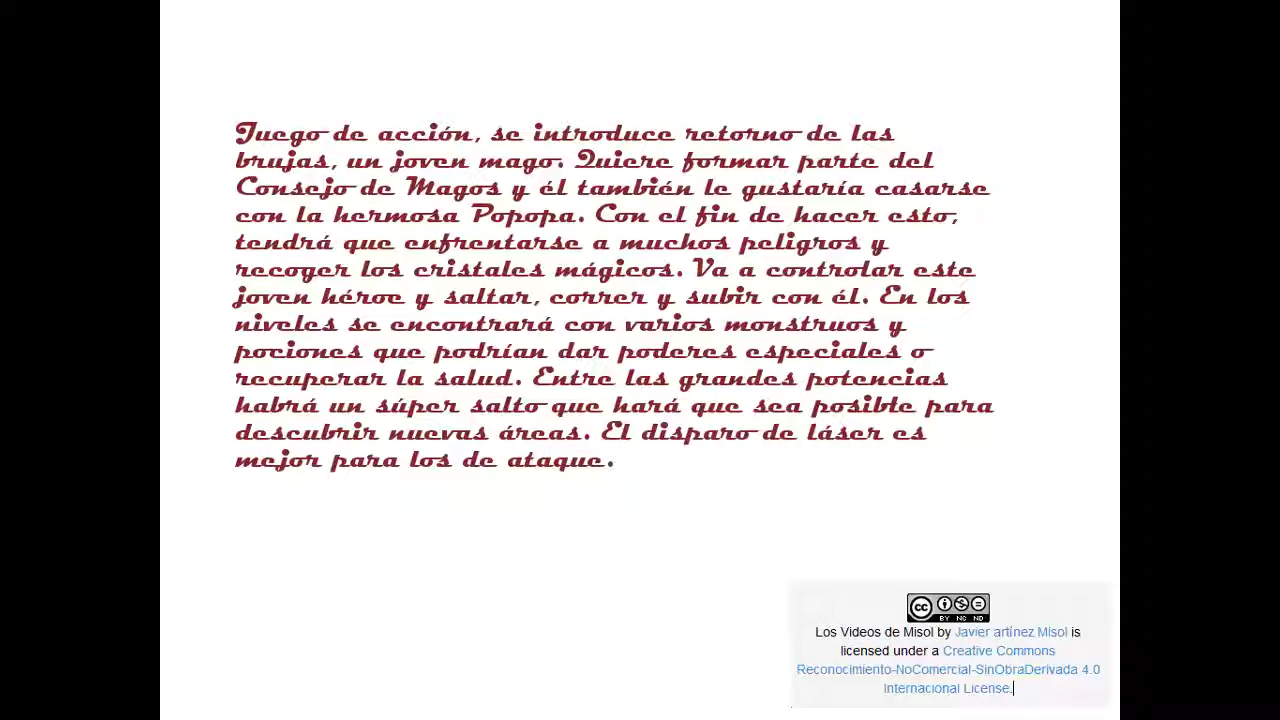 Juego de acción, se introduce retorno de las
brujas, un joven mago. Quiere formar parte del
Consejo de Magos y él también le gustaría casarse
con la hermosa Popopa. Con el fin de hacer esto,
tendrá que enfrentarse a muchos peligros y
recoger los cristales mágicos. Va a controlar este
joven héroe y saltar, correr y subir con él. En los
niveles se encontrará con varios monstruos y
pociones que podrían dar poderes especiales o
recuperar la salud. Entre las grandes potencias
habrá un súper salto que hará que sea posible para
descubrir nuevas áreas. El disparo de láser es
mejor para los de ataque.
cc BY NC ND
Los Videos de Misol by Javier artínez Misol is
licensed under a Creative Commons
Reconocimiento-NoComercial-SinObraDerivada 4.0
Internacional License.